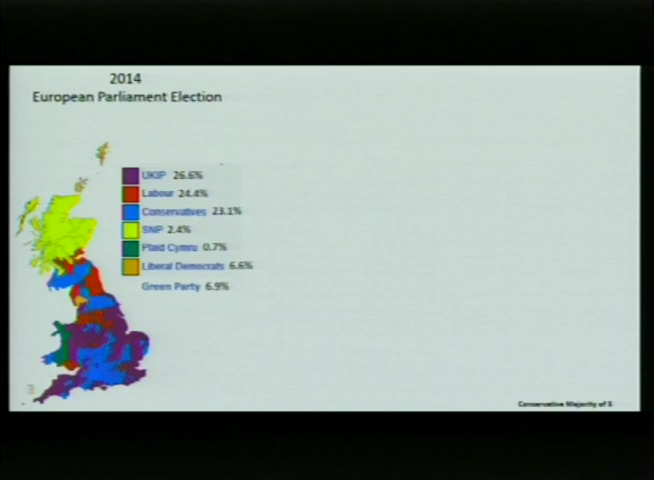 2014
European Parliament Election
UKIP 26.6%
Labour 24.4%
Conservatives 23.1%
SNP 2.4%
Plaid Cymru 0.7%
Liberal Democrats 6.6%
Green Party 6.9%
Conservative Majority of 5